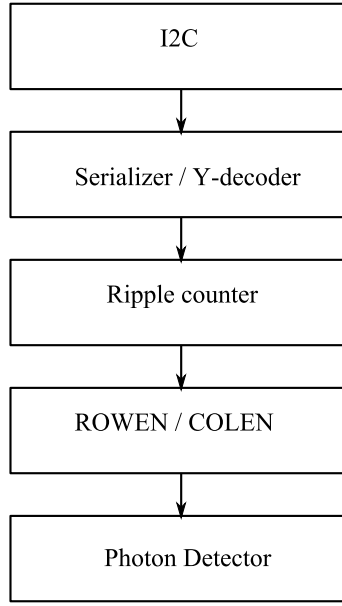 I2C
Serializer / Y-decoder
Ripple counter
ROWEN / COLEN
Photon Detector